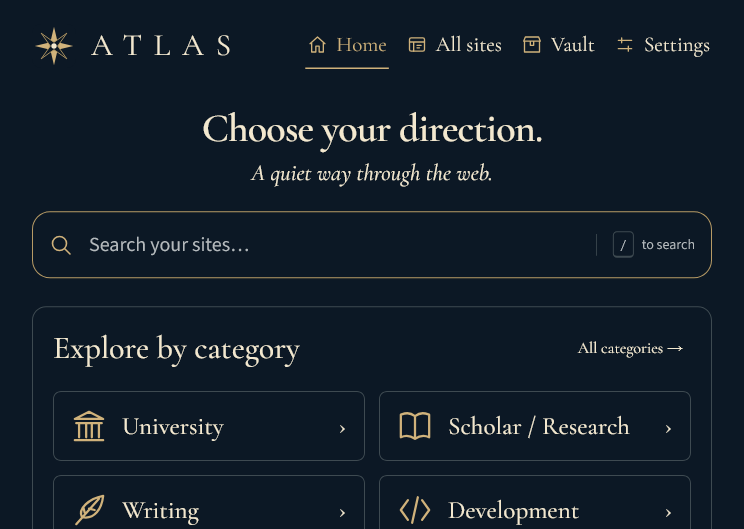 ATLAS
Home All sites Vault Settings
Choose your direction.
A quiet way through the web.
Search your sites… / to search
Explore by category All categories →
University › Scholar / Research ›
Writing › Development ›